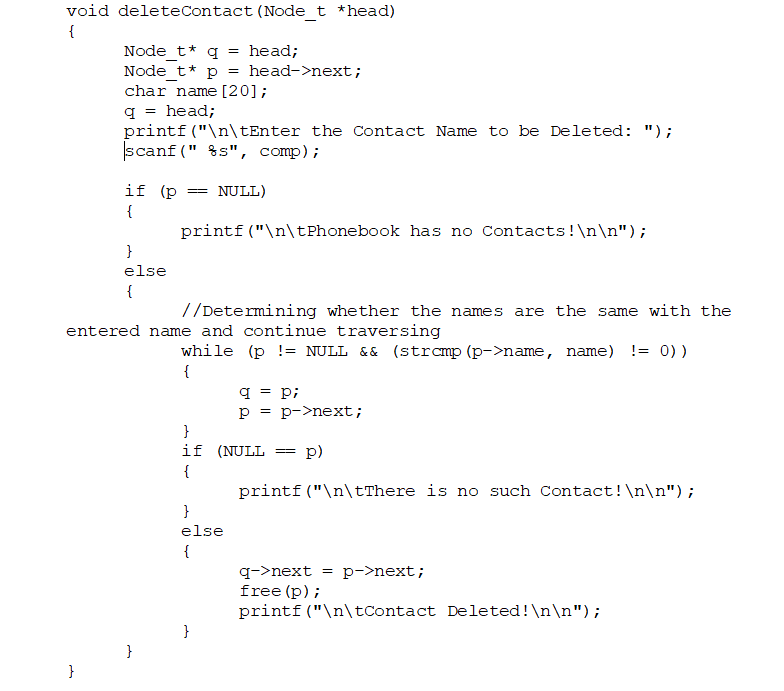 void deleteContact(Node_t *head)
{
Node_t* q = head;
Node_t* p = head->next;
char name[20];
q = head;
printf("\n\tEnter the Contact Name to be Deleted: ");
scanf(" %s", comp);
if (p == NULL)
{
printf("\n\tPhonebook has no Contacts!\n\n");
}
else
{
//Determining whether the names are the same with the
entered name and continue traversing
while (p != NULL && (strcmp(p->name, name) != 0))
{
q = p;
p = p->next;
}
if (NULL == p)
{
printf("\n\tThere is no such Contact!\n\n");
}
else
{
q->next = p->next;
free(p);
printf("\n\tContact Deleted!\n\n");
}
}
}